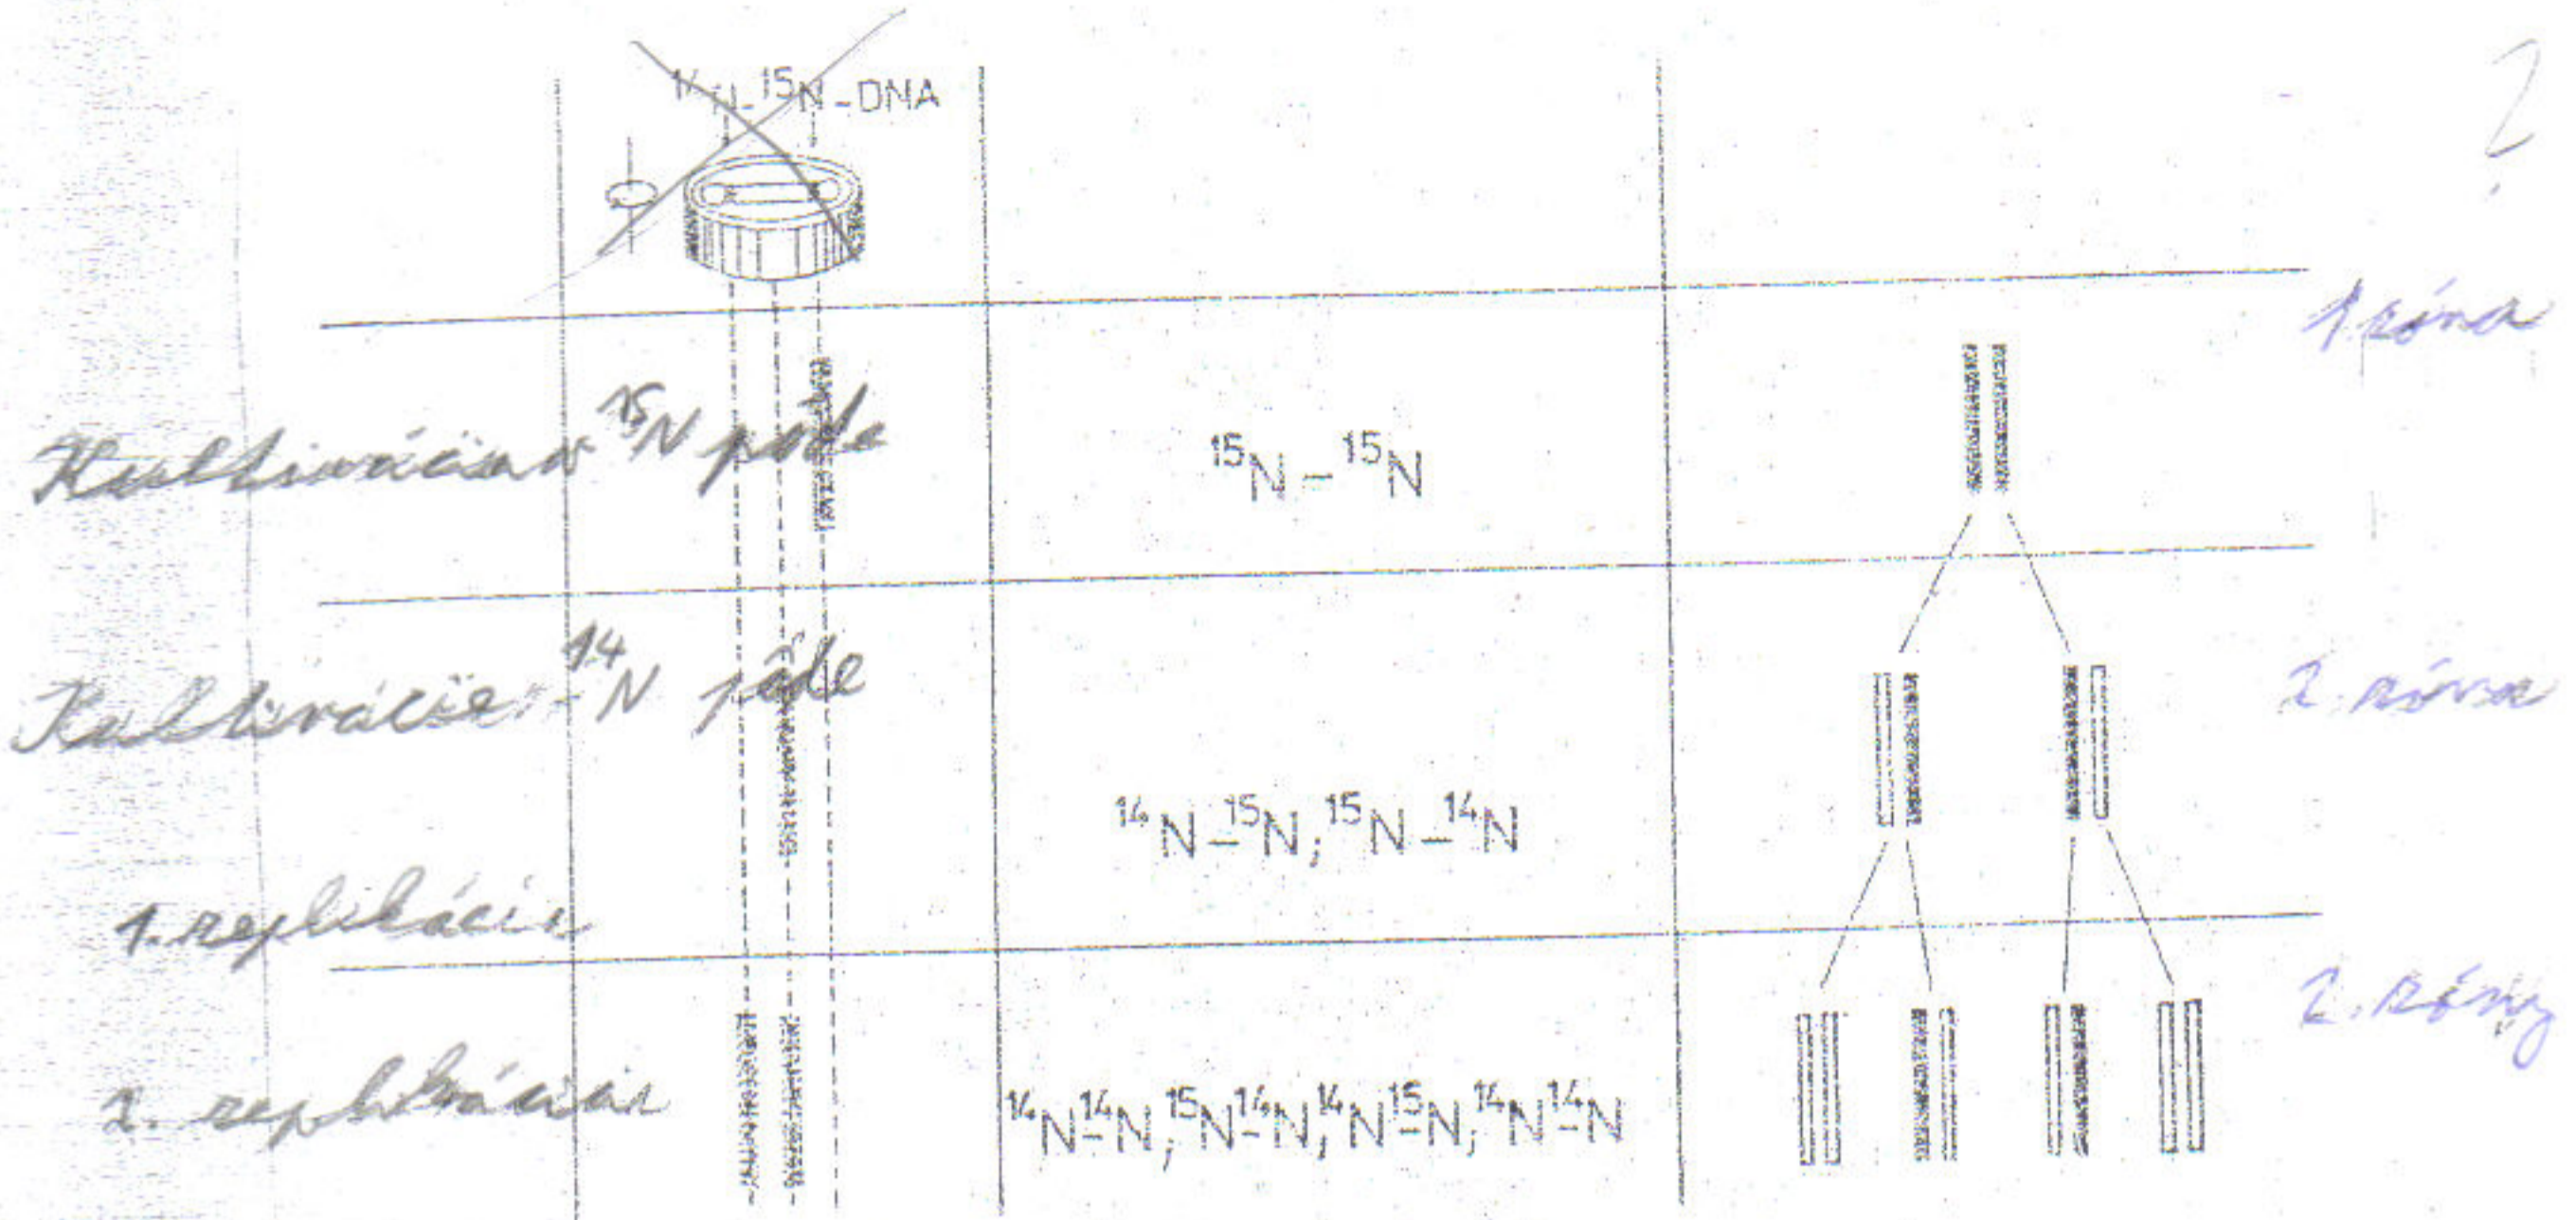 ¹⁴N-¹⁵N-DNA
?
1. zóna
Kultivácia v ¹⁵N pôde
¹⁵N-¹⁵N
Kultivácie ¹⁴N pôde
2. zóna
¹⁴N-¹⁵N; ¹⁵N-¹⁴N
1. replikácia
2. zóny
2. replikácia
¹⁴N-¹⁴N, ¹⁵N-¹⁴N, ¹⁴N-¹⁵N, ¹⁴N-¹⁴N